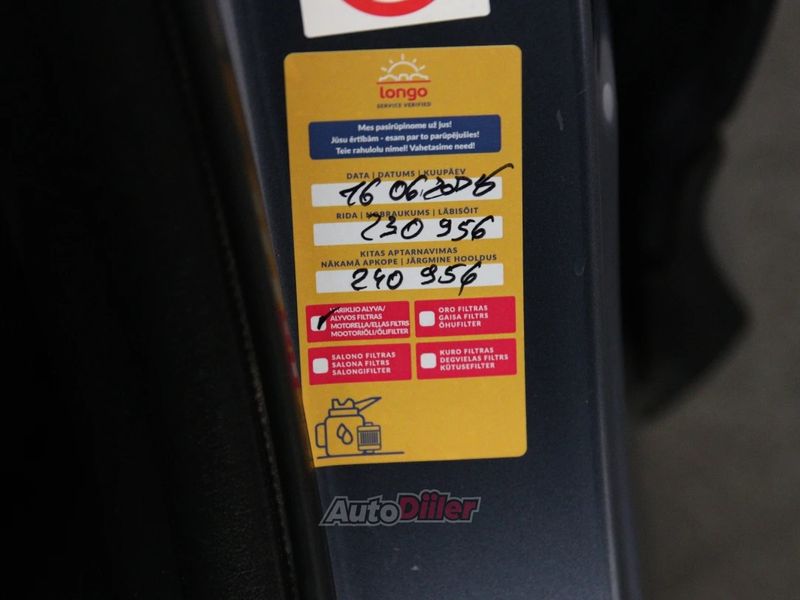 longo
SERVICE VERIFIED
Mes pasirūpinome už jus!
Jūsu ērtībām - esam par to parūpējušies!
Teie rahulolu nimel! Vahetasime need!
DATA | DATUMS | KUUPÄEV
16 06.2025
RIDA | NOBRAUKUMS | LÄBISÕIT
230 956
KITAS APTARNAVIMAS
NĀKAMĀ APKOPE | JÄRGMINE HOOLDUS
240 956
VARIKLIO ALYVA/
ALYVOS FILTRAS
MOTOREĻĻA/EĻĻAS FILTRS
MOOTORIÕLI/ÕLIFILTER
ORO FILTRAS
GAISA FILTRS
ÕHUFILTER
SALONO FILTRAS
SALONA FILTRS
SALONGIFILTER
KURO FILTRAS
DEGVIELAS FILTRS
KÜTUSEFILTER
AutoDiiler